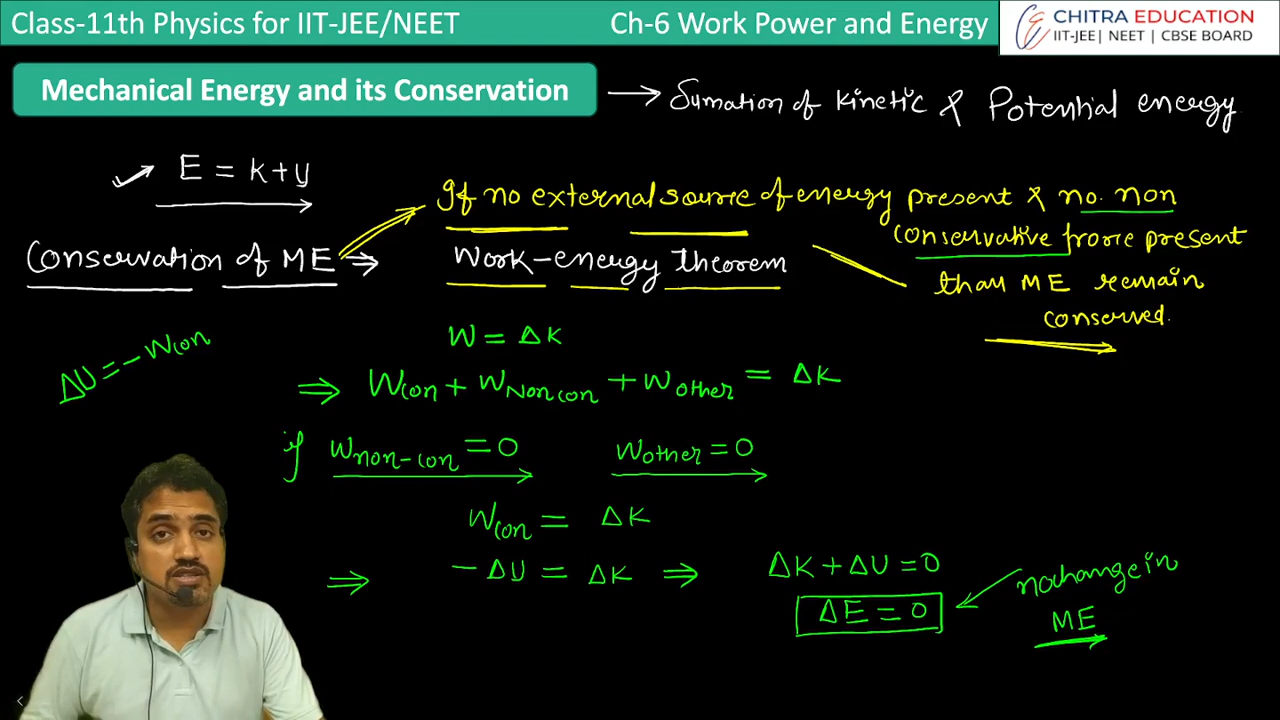 Class-11th Physics for IIT-JEE/NEET
Ch-6 Work Power and Energy
CHITRA EDUCATION
IIT-JEE| NEET | CBSE BOARD
Mechanical Energy and its Conservation
→ Sumation of kinetic & Potential energy
E = K+U
If no external source of energy present & no. non
conservative frorce present
than ME remain
conserved.
Conservation of ME ⇒ Work-energy theorem
W = ΔK
ΔU = -Wcon
⇒ Wcon + WNoncon + Wother = ΔK
if Wnon-con = 0 Wother = 0
Wcon = ΔK
⇒ -ΔU = ΔK ⇒ ΔK + ΔU = 0
ΔE = 0
no change in
ME